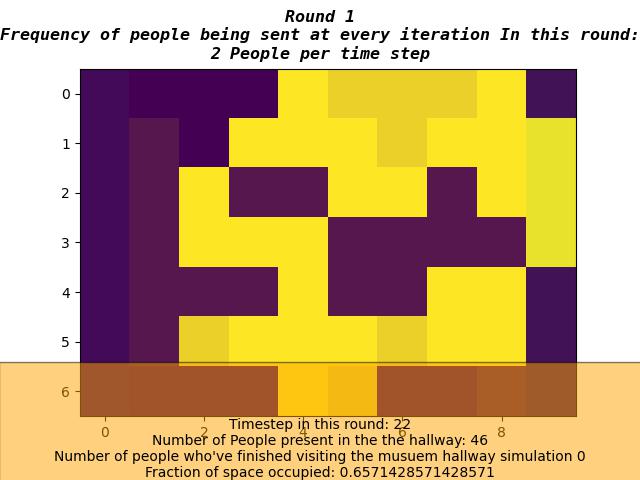 Round 1
Frequency of people being sent at every iteration In this round:
2 People per time step
0
1
2
3
4
5
6
0 2 4 6 8
Timestep in this round: 22
Number of People present in the the hallway: 46
Number of people who've finished visiting the musuem hallway simulation 0
Fraction of space occupied: 0.6571428571428571